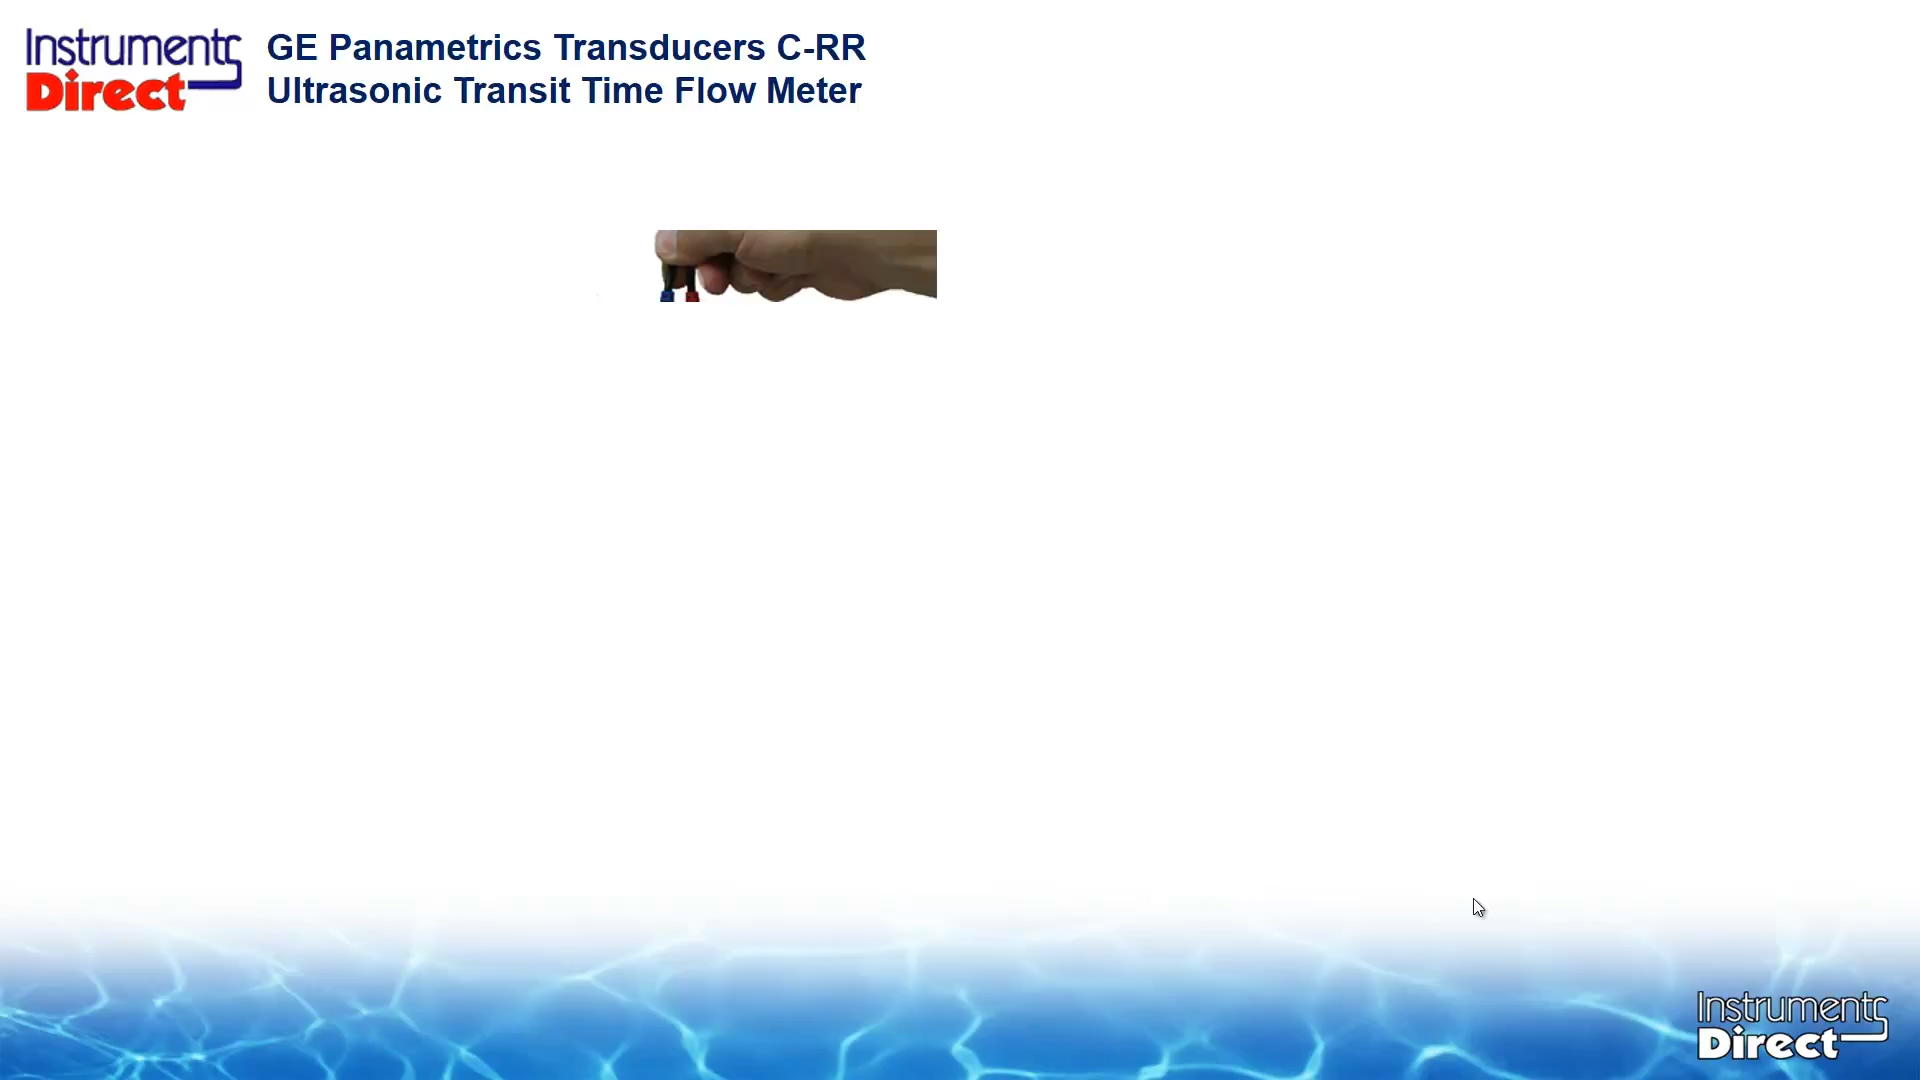 Instruments
Direct
GE Panametrics Transducers C-RR
Ultrasonic Transit Time Flow Meter
Instruments
Direct